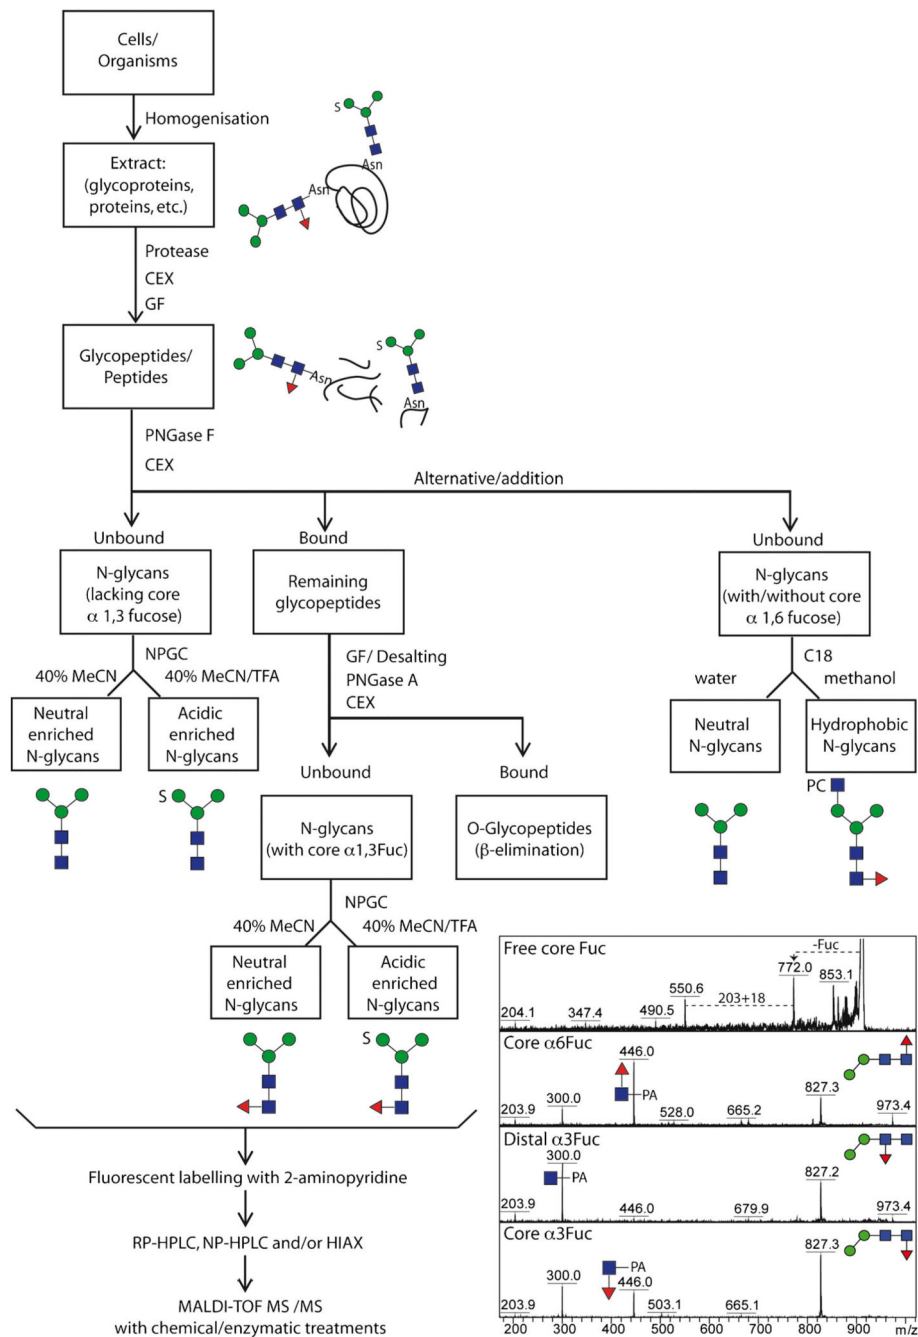 Cells/
Organisms
Homogenisation
Extract:
(glycoproteins,
proteins, etc.)
S
Asn
Asn
Protease
CEX
GF
Glycopeptides/
Peptides
S
Asn
Asn
PNGase F
CEX
Alternative/addition
Unbound
Bound
Unbound
N-glycans
(lacking core
α 1,3 fucose)
Remaining
glycopeptides
N-glycans
(with/without core
α 1,6 fucose)
NPGC
40% MeCN
40% MeCN/TFA
GF/ Desalting
PNGase A
CEX
C18
water
methanol
Neutral
enriched
N-glycans
Acidic
enriched
N-glycans
Neutral
N-glycans
Hydrophobic
N-glycans
S
PC
Unbound
Bound
N-glycans
(with core α1,3Fuc)
O-Glycopeptides
(β-elimination)
NPGC
40% MeCN
40% MeCN/TFA
Neutral
enriched
N-glycans
Acidic
enriched
N-glycans
S
Fluorescent labelling with 2-aminopyridine
RP-HPLC, NP-HPLC and/or HIAX
MALDI-TOF MS /MS
with chemical/enzymatic treatments
Free core Fuc
-Fuc
772.0
853.1
550.6
203+18
204.1
347.4
490.5
Core α6Fuc
446.0
PA
827.3
300.0
203.9
528.0
665.2
973.4
Distal α3Fuc
300.0
PA
827.2
203.9
446.0
679.9
973.4
Core α3Fuc
827.3
PA
300.0
446.0
203.9
503.1
665.1
200 300 400 500 600 700 800 900 m/z